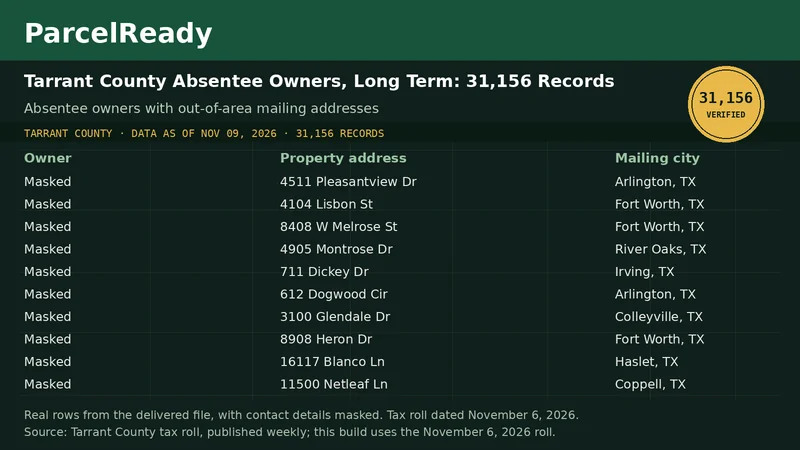 ParcelReady
Tarrant County Absentee Owners, Long Term: 31,156 Records
Absentee owners with out-of-area mailing addresses
31,156
VERIFIED
TARRANT COUNTY · DATA AS OF NOV 09, 2026 · 31,156 RECORDS
Owner Property address Mailing city
Masked 4511 Pleasantview Dr Arlington, TX
Masked 4104 Lisbon St Fort Worth, TX
Masked 8408 W Melrose St Fort Worth, TX
Masked 4905 Montrose Dr River Oaks, TX
Masked 711 Dickey Dr Irving, TX
Masked 612 Dogwood Cir Arlington, TX
Masked 3100 Glendale Dr Colleyville, TX
Masked 8908 Heron Dr Fort Worth, TX
Masked 16117 Blanco Ln Haslet, TX
Masked 11500 Netleaf Ln Coppell, TX
Real rows from the delivered file, with contact details masked. Tax roll dated November 6, 2026.
Source: Tarrant County tax roll, published weekly; this build uses the November 6, 2026 roll.